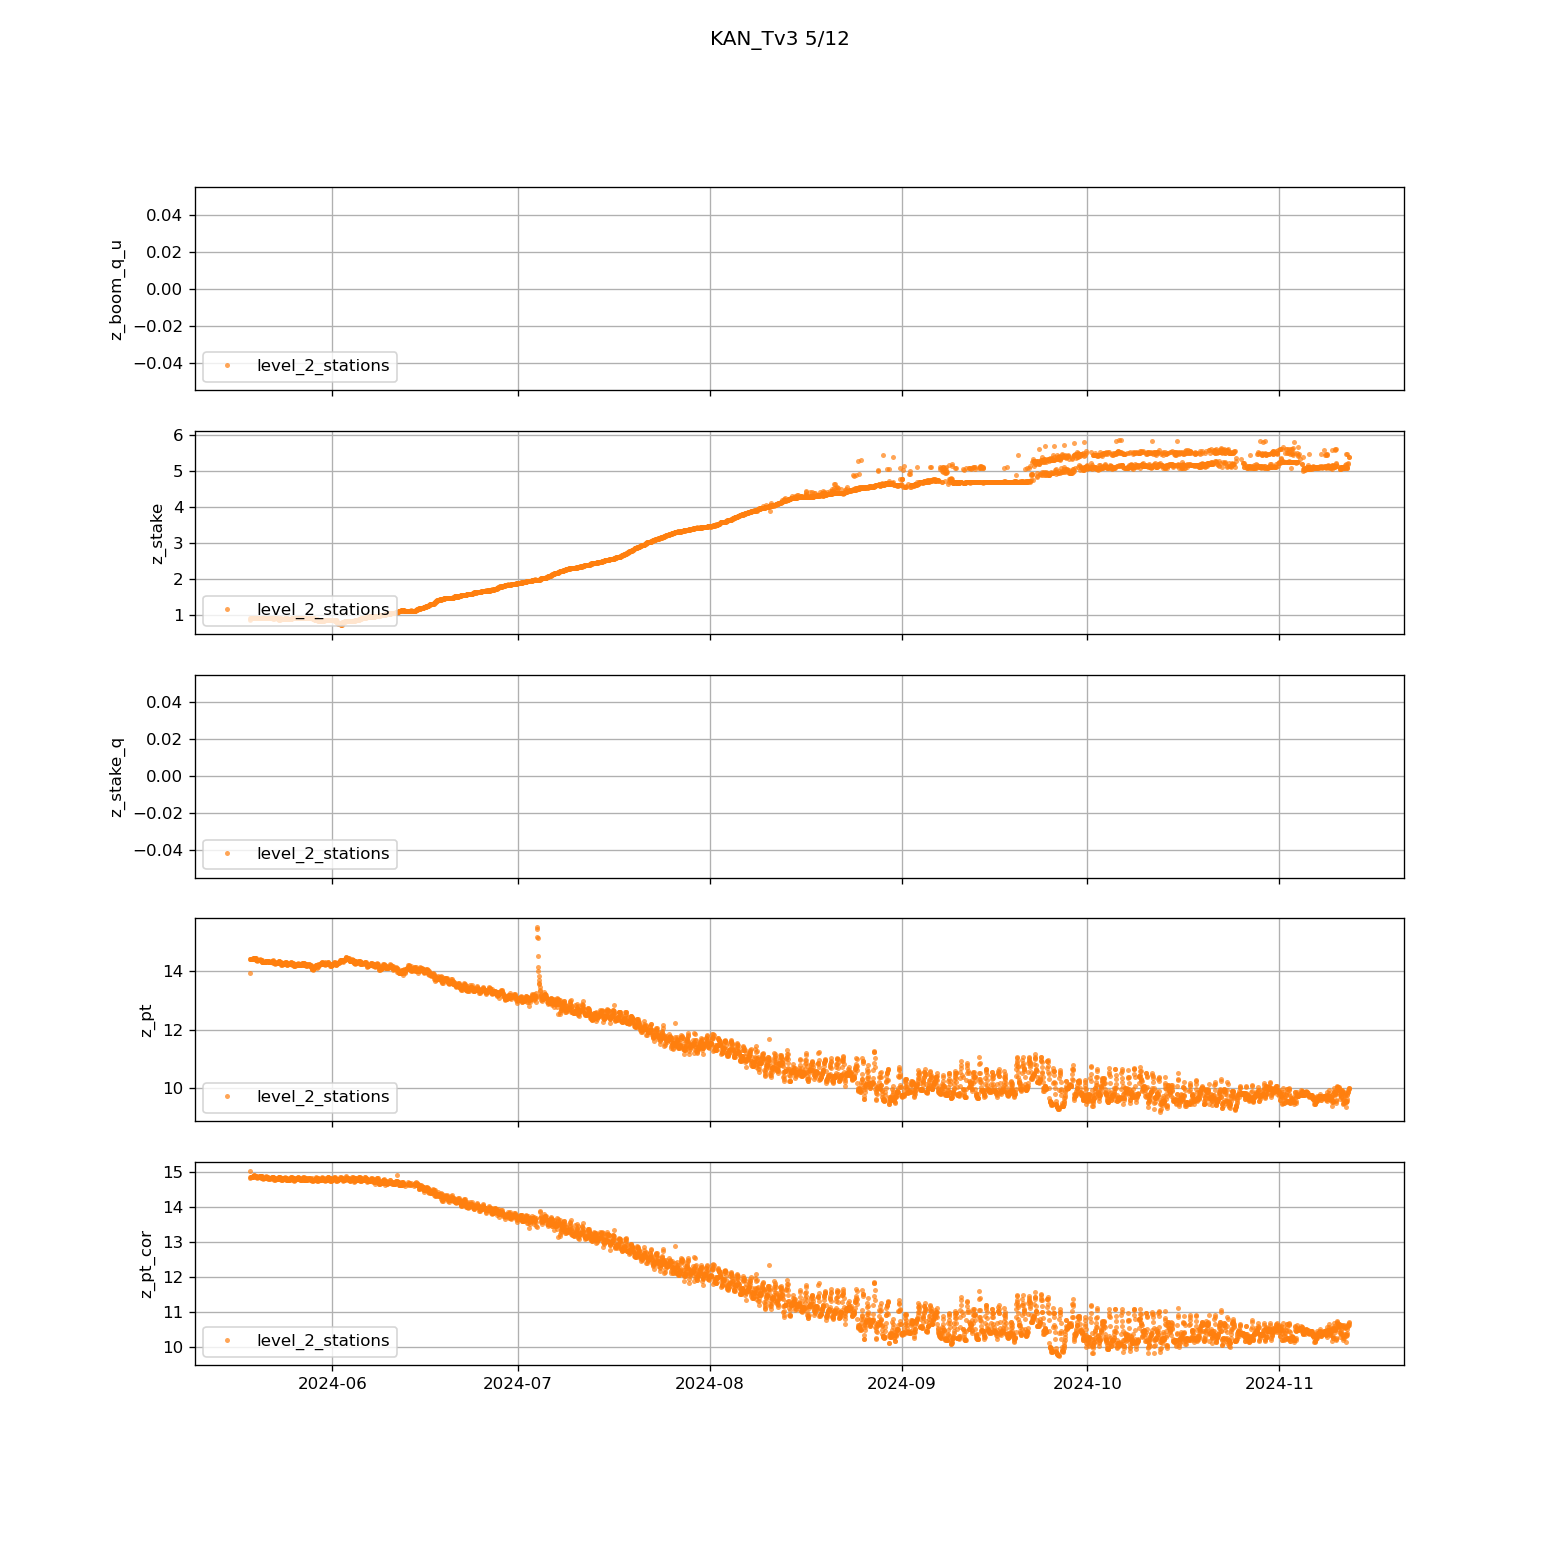 KAN_Tv3 5/12
z_boom_q_u
0.04
0.02
0.00
−0.02
−0.04
level_2_stations
z_stake
6
5
4
3
2
1
level_2_stations
z_stake_q
0.04
0.02
0.00
−0.02
−0.04
level_2_stations
z_pt
14
12
10
level_2_stations
z_pt_cor
15
14
13
12
11
10
level_2_stations
2024-06 2024-07 2024-08 2024-09 2024-10 2024-11